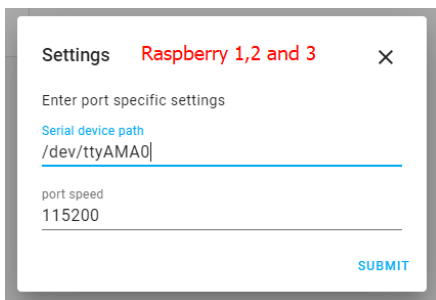 Settings Raspberry 1,2 and 3
Enter port specific settings
Serial device path
/dev/ttyAMA0
port speed
115200
SUBMIT